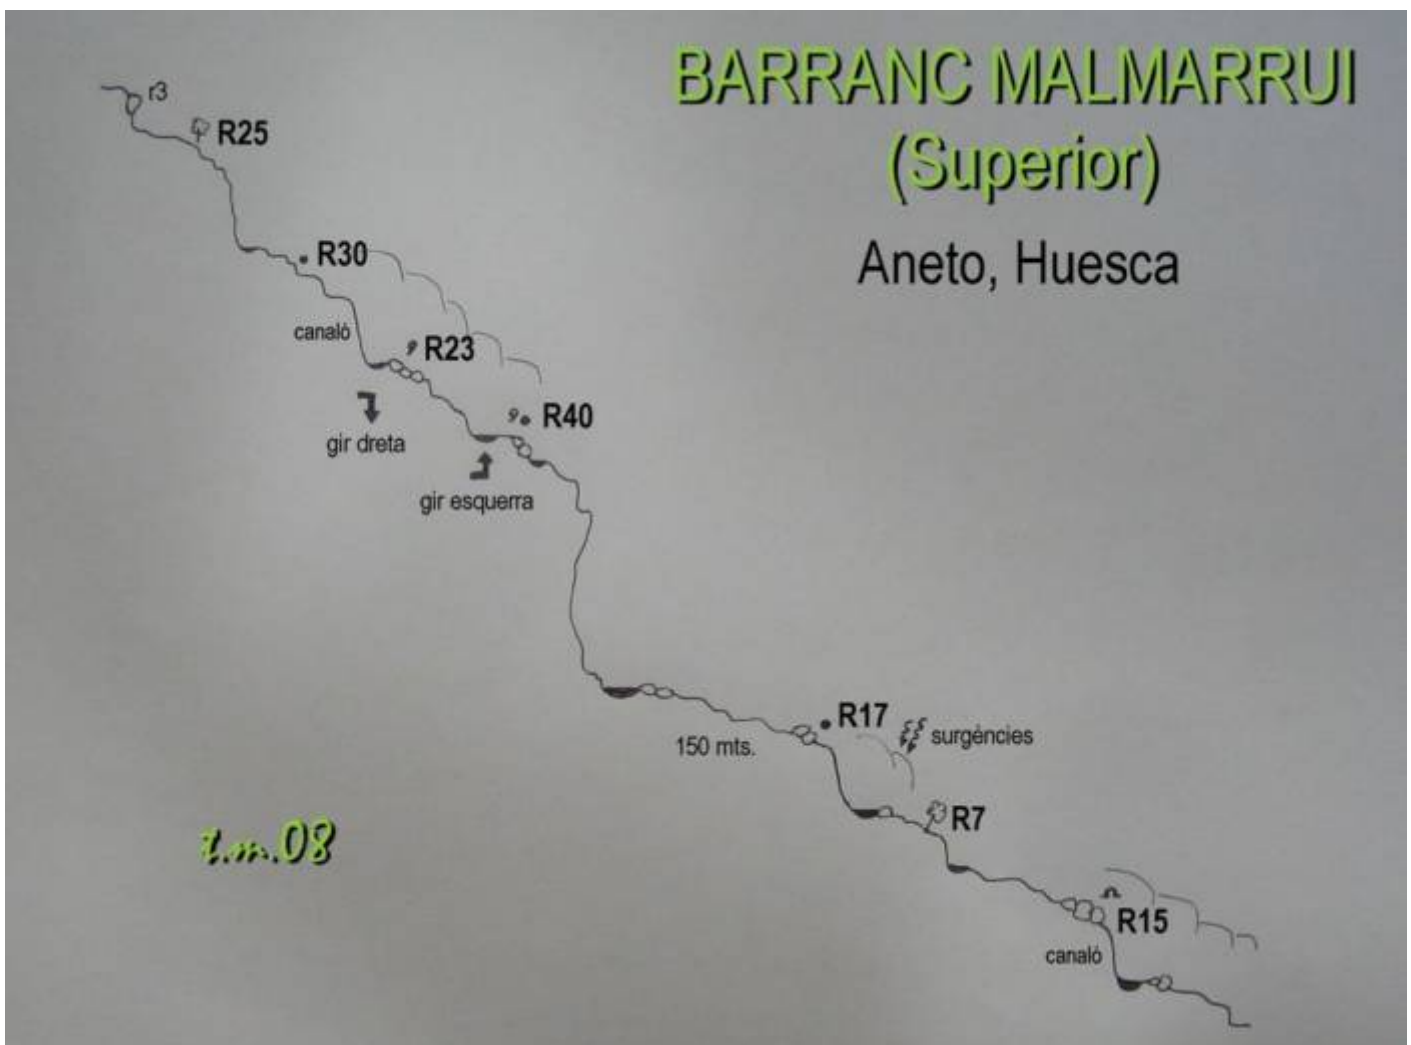 BARRANC MALMARRUI
(Superior)
Aneto, Huesca
r3
R25
R30
canaló
R23
gir dreta
R40
gir esquerra
R17
surgències
150 mts.
R7
z.m.08
R15
canaló